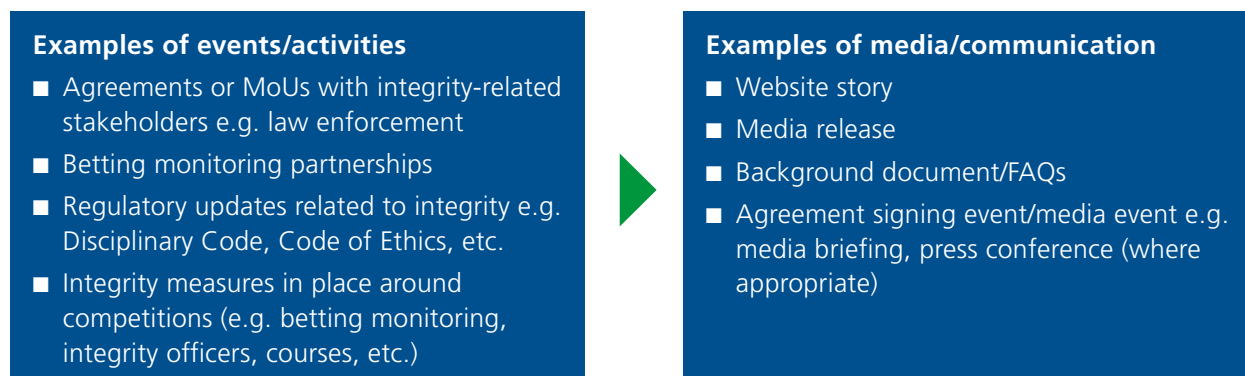 Examples of events/activities
■ Agreements or MoUs with integrity-related
stakeholders e.g. law enforcement
■ Betting monitoring partnerships
■ Regulatory updates related to integrity e.g.
Disciplinary Code, Code of Ethics, etc.
■ Integrity measures in place around
competitions (e.g. betting monitoring,
integrity officers, courses, etc.)
Examples of media/communication
■ Website story
■ Media release
■ Background document/FAQs
■ Agreement signing event/media event e.g.
media briefing, press conference (where
appropriate)